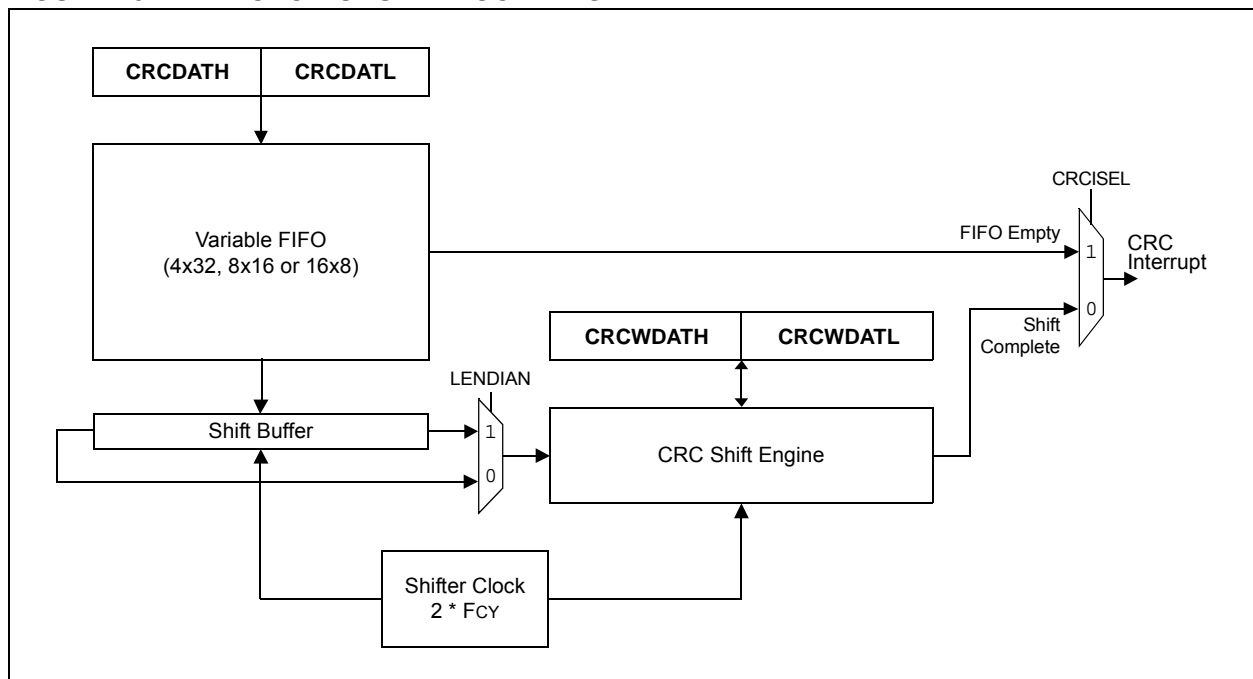 CRCDATH CRCDATL
Variable FIFO
(4x32, 8x16 or 16x8)
CRCISEL
FIFO Empty
1
CRC
Interrupt
0
Shift
Complete
CRCWDATH CRCWDATL
LENDIAN
Shift Buffer
1
0
CRC Shift Engine
Shifter Clock
2 * FCY